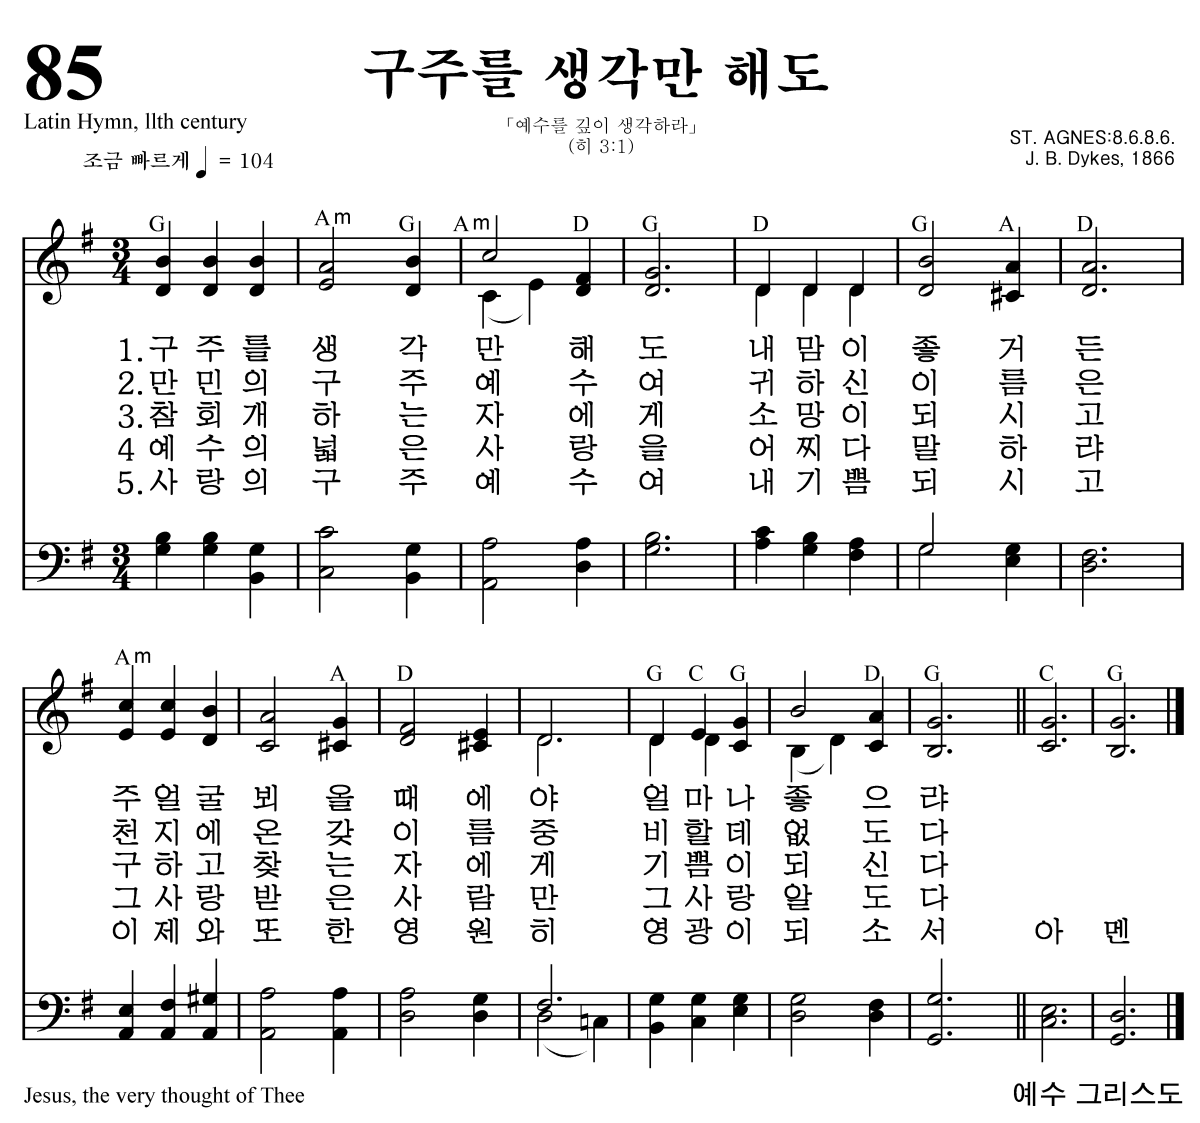 85
구주를 생각만 해도
Latin Hymn, llth century
「예수를 깊이 생각하라」
(히 3:1)
ST. AGNES:8.6.8.6.
조금 빠르게 ♩ = 104
J. B. Dykes, 1866
G Am G Am D G D G A D
3 4
1.구 주 를 생 각 만 해 도 내 맘 이 좋 거 든
2.만 민 의 구 주 예 수 여 귀 하 신 이 름 은
3.참 회 개 하 는 자 에 게 소 망 이 되 시 고
4 예 수 의 넓 은 사 랑 을 어 찌 다 말 하 랴
5.사 랑 의 구 주 예 수 여 내 기 쁨 되 시 고
3 4
Am A D G C G D G C G
주 얼 굴 뵈 올 때 에 야 얼 마 나 좋 으 랴
천 지 에 온 갖 이 름 중 비 할 데 없 도 다
구 하 고 찾 는 자 에 게 기 쁨 이 되 신 다
그 사 랑 받 은 사 람 만 그 사 랑 알 도 다
이 제 와 또 한 영 원 히 영 광 이 되 소 서 아 멘
Jesus, the very thought of Thee
예수 그리스도